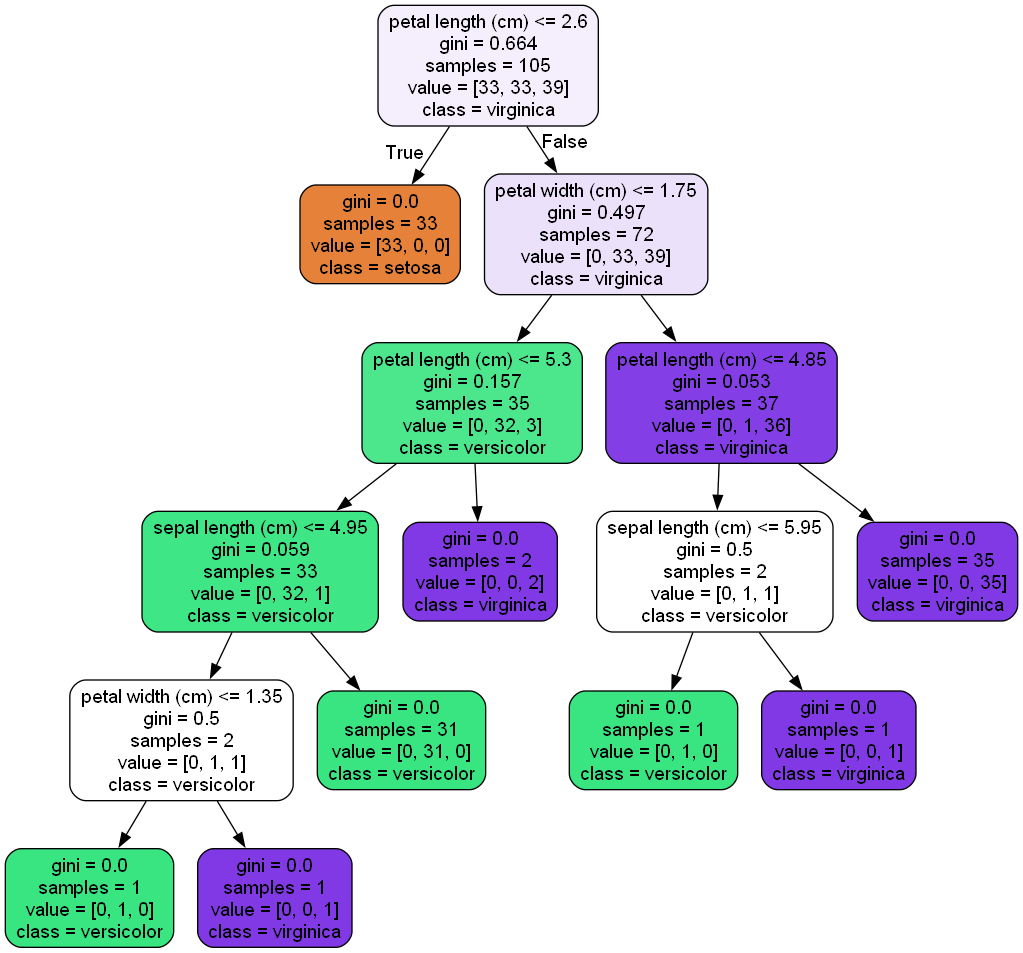 petal length (cm) <= 2.6
gini = 0.664
samples = 105
value = [33, 33, 39]
class = virginica
True
False
gini = 0.0
samples = 33
value = [33, 0, 0]
class = setosa
petal width (cm) <= 1.75
gini = 0.497
samples = 72
value = [0, 33, 39]
class = virginica
petal length (cm) <= 5.3
gini = 0.157
samples = 35
value = [0, 32, 3]
class = versicolor
petal length (cm) <= 4.85
gini = 0.053
samples = 37
value = [0, 1, 36]
class = virginica
sepal length (cm) <= 4.95
gini = 0.059
samples = 33
value = [0, 32, 1]
class = versicolor
gini = 0.0
samples = 2
value = [0, 0, 2]
class = virginica
sepal length (cm) <= 5.95
gini = 0.5
samples = 2
value = [0, 1, 1]
class = versicolor
gini = 0.0
samples = 35
value = [0, 0, 35]
class = virginica
petal width (cm) <= 1.35
gini = 0.5
samples = 2
value = [0, 1, 1]
class = versicolor
gini = 0.0
samples = 31
value = [0, 31, 0]
class = versicolor
gini = 0.0
samples = 1
value = [0, 1, 0]
class = versicolor
gini = 0.0
samples = 1
value = [0, 0, 1]
class = virginica
gini = 0.0
samples = 1
value = [0, 1, 0]
class = versicolor
gini = 0.0
samples = 1
value = [0, 0, 1]
class = virginica